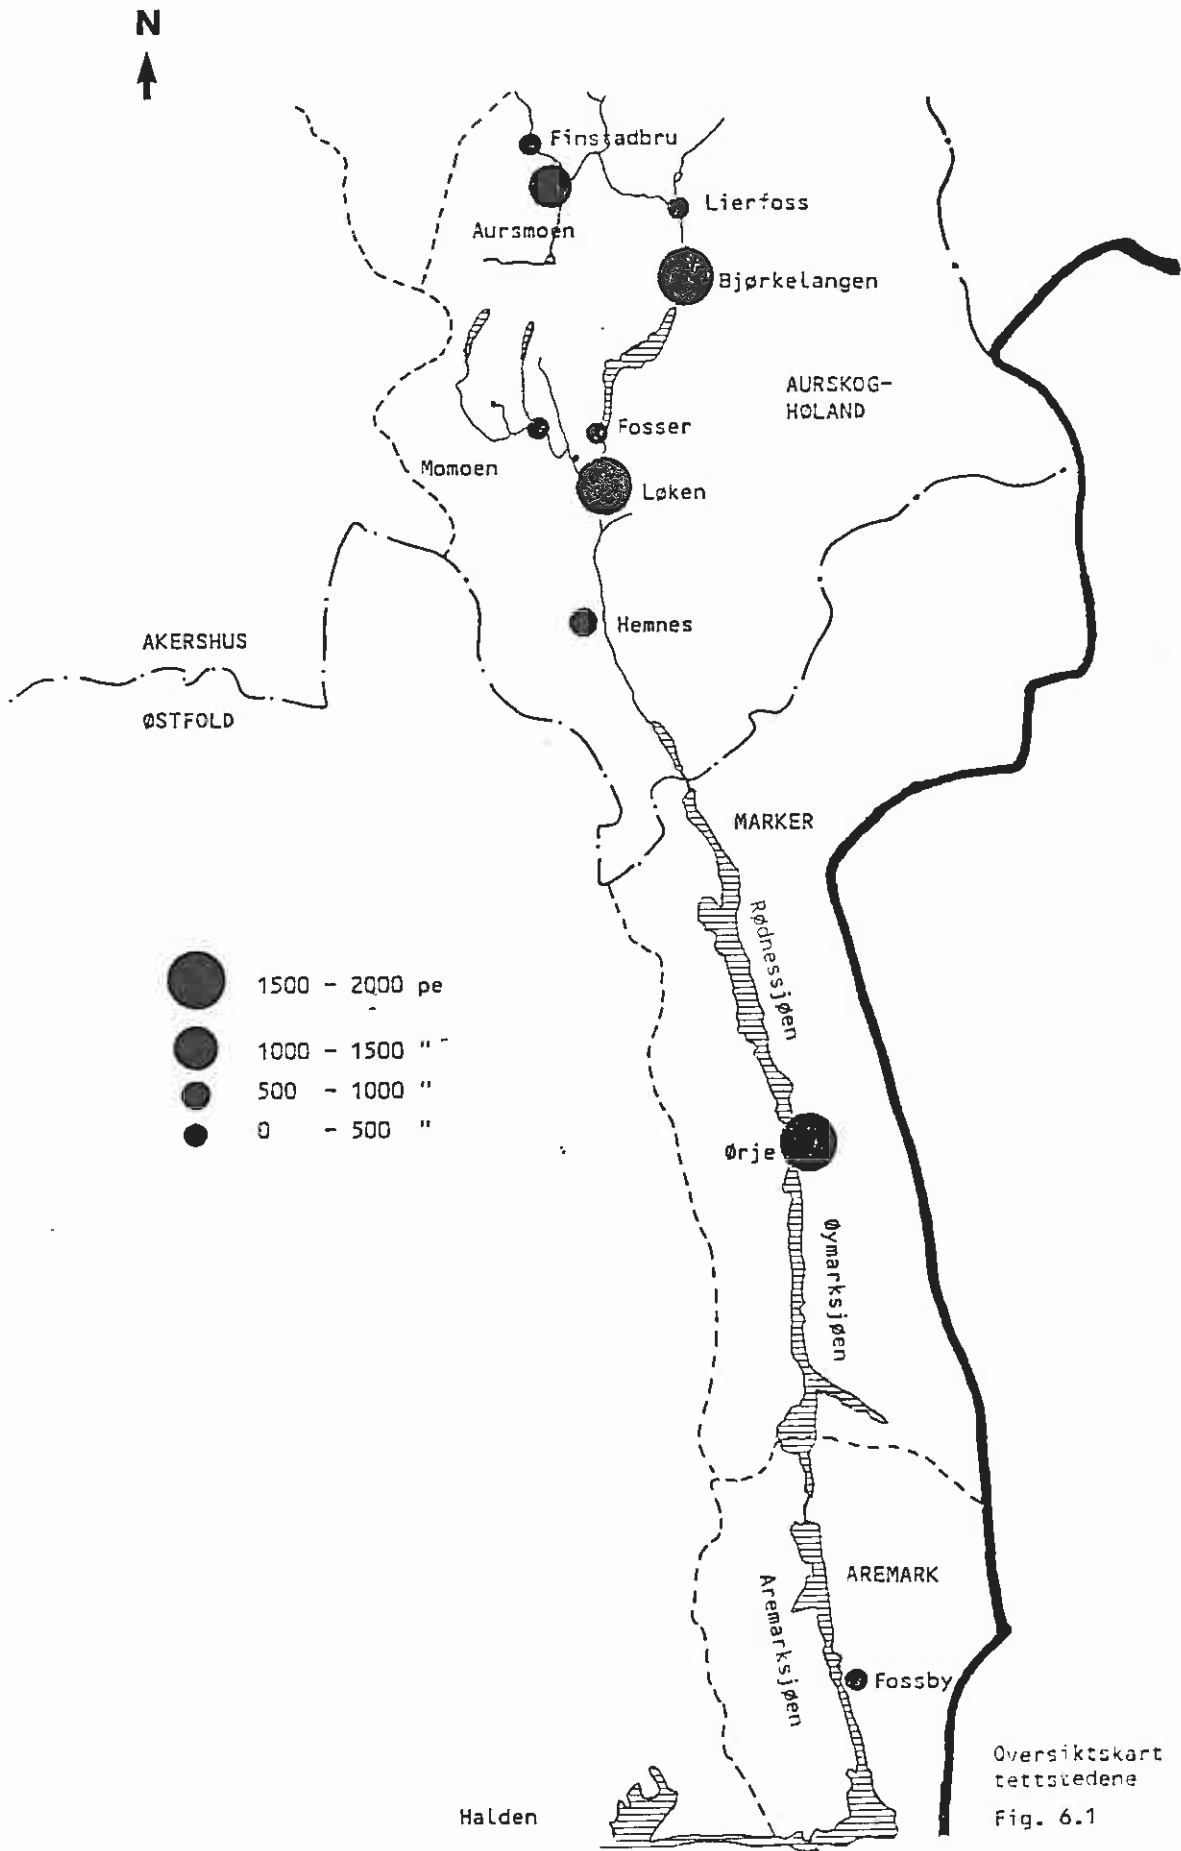 N
Finstadbru
Lierfoss
Aursmoen
Bjørkelangen
AURSKOG-
HØLAND
Fosser
Momoen
Løken
Hemnes
AKERSHUS
ØSTFOLD
MARKER
Rødnessjøen
1500 - 2000 pe
1000 - 1500 "
500 - 1000 "
0 - 500 "
Ørje
Øymarksjøen
AREMARK
Aremarksjøen
Fossby
Oversiktskart
tettstedene
Halden
Fig. 6.1